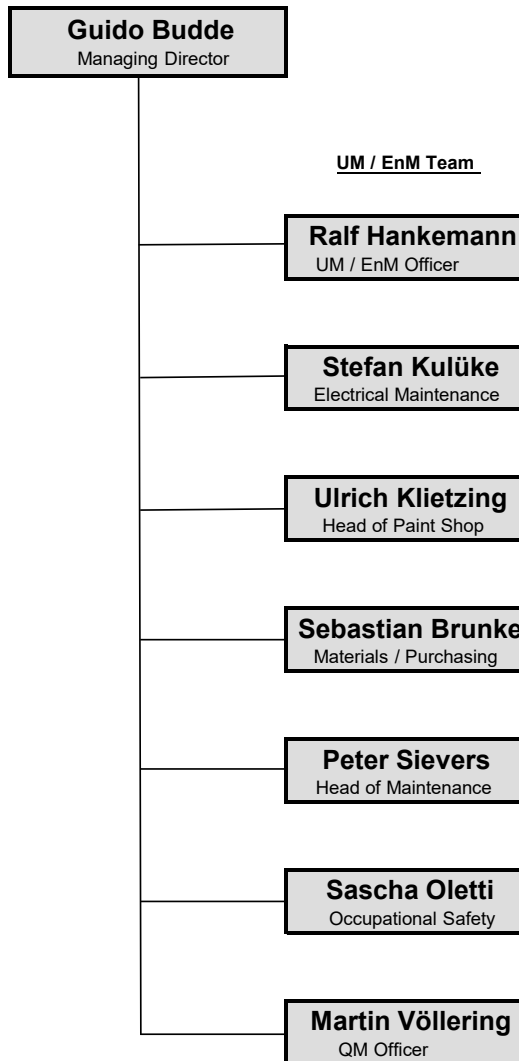 Guido Budde
Managing Director
UM / EnM Team
Ralf Hankemann
UM / EnM Officer
Stefan Kulüke
Electrical Maintenance
Ulrich Klietzing
Head of Paint Shop
Sebastian Brunke
Materials / Purchasing
Peter Sievers
Head of Maintenance
Sascha Oletti
Occupational Safety
Martin Völlering
QM Officer